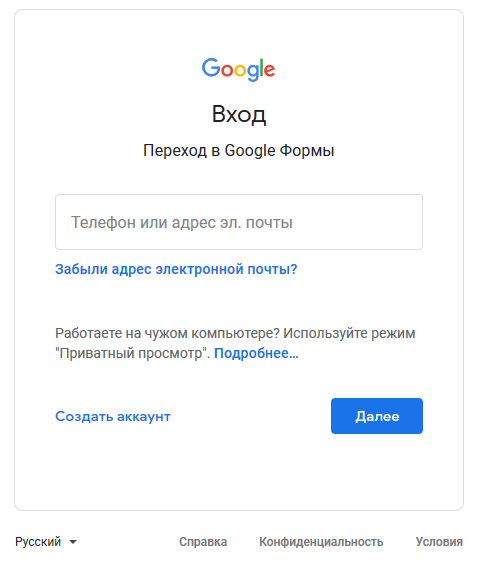 Google
Вход
Переход в Google Формы
Телефон или адрес эл. почты
Забыли адрес электронной почты?
Работаете на чужом компьютере? Используйте режим
"Приватный просмотр". Подробнее…
Создать аккаунт Далее
Русский Справка Конфиденциальность Условия